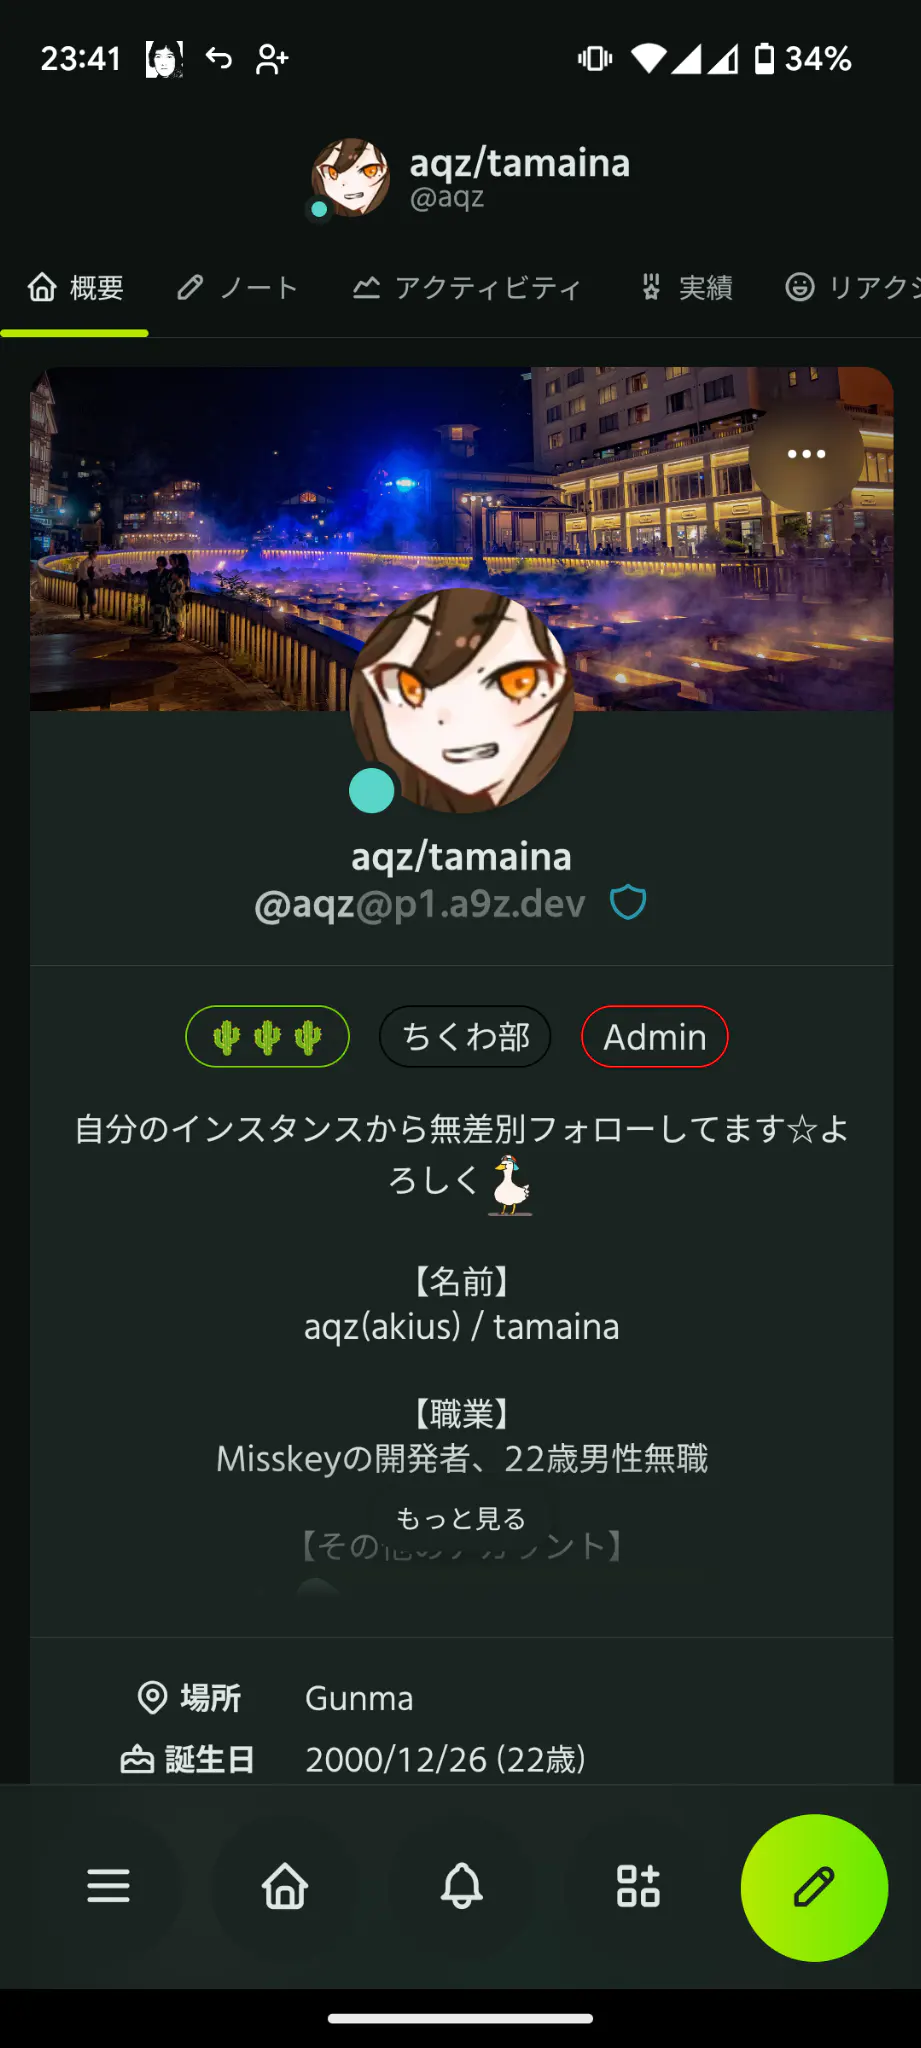 23:41
34%
aqz/tamaina
@aqz
概要 ノート アクティビティ 実績 リアクシ
aqz/tamaina
@aqz@p1.a9z.dev
🌵🌵🌵 ちくわ部 Admin
自分のインスタンスから無差別フォローしてます☆よ
ろしく
【名前】
aqz(akius) / tamaina
【職業】
Misskeyの開発者、22歳男性無職
もっと見る
【その他のアカウント】
場所 Gunma
誕生日 2000/12/26 (22歳)